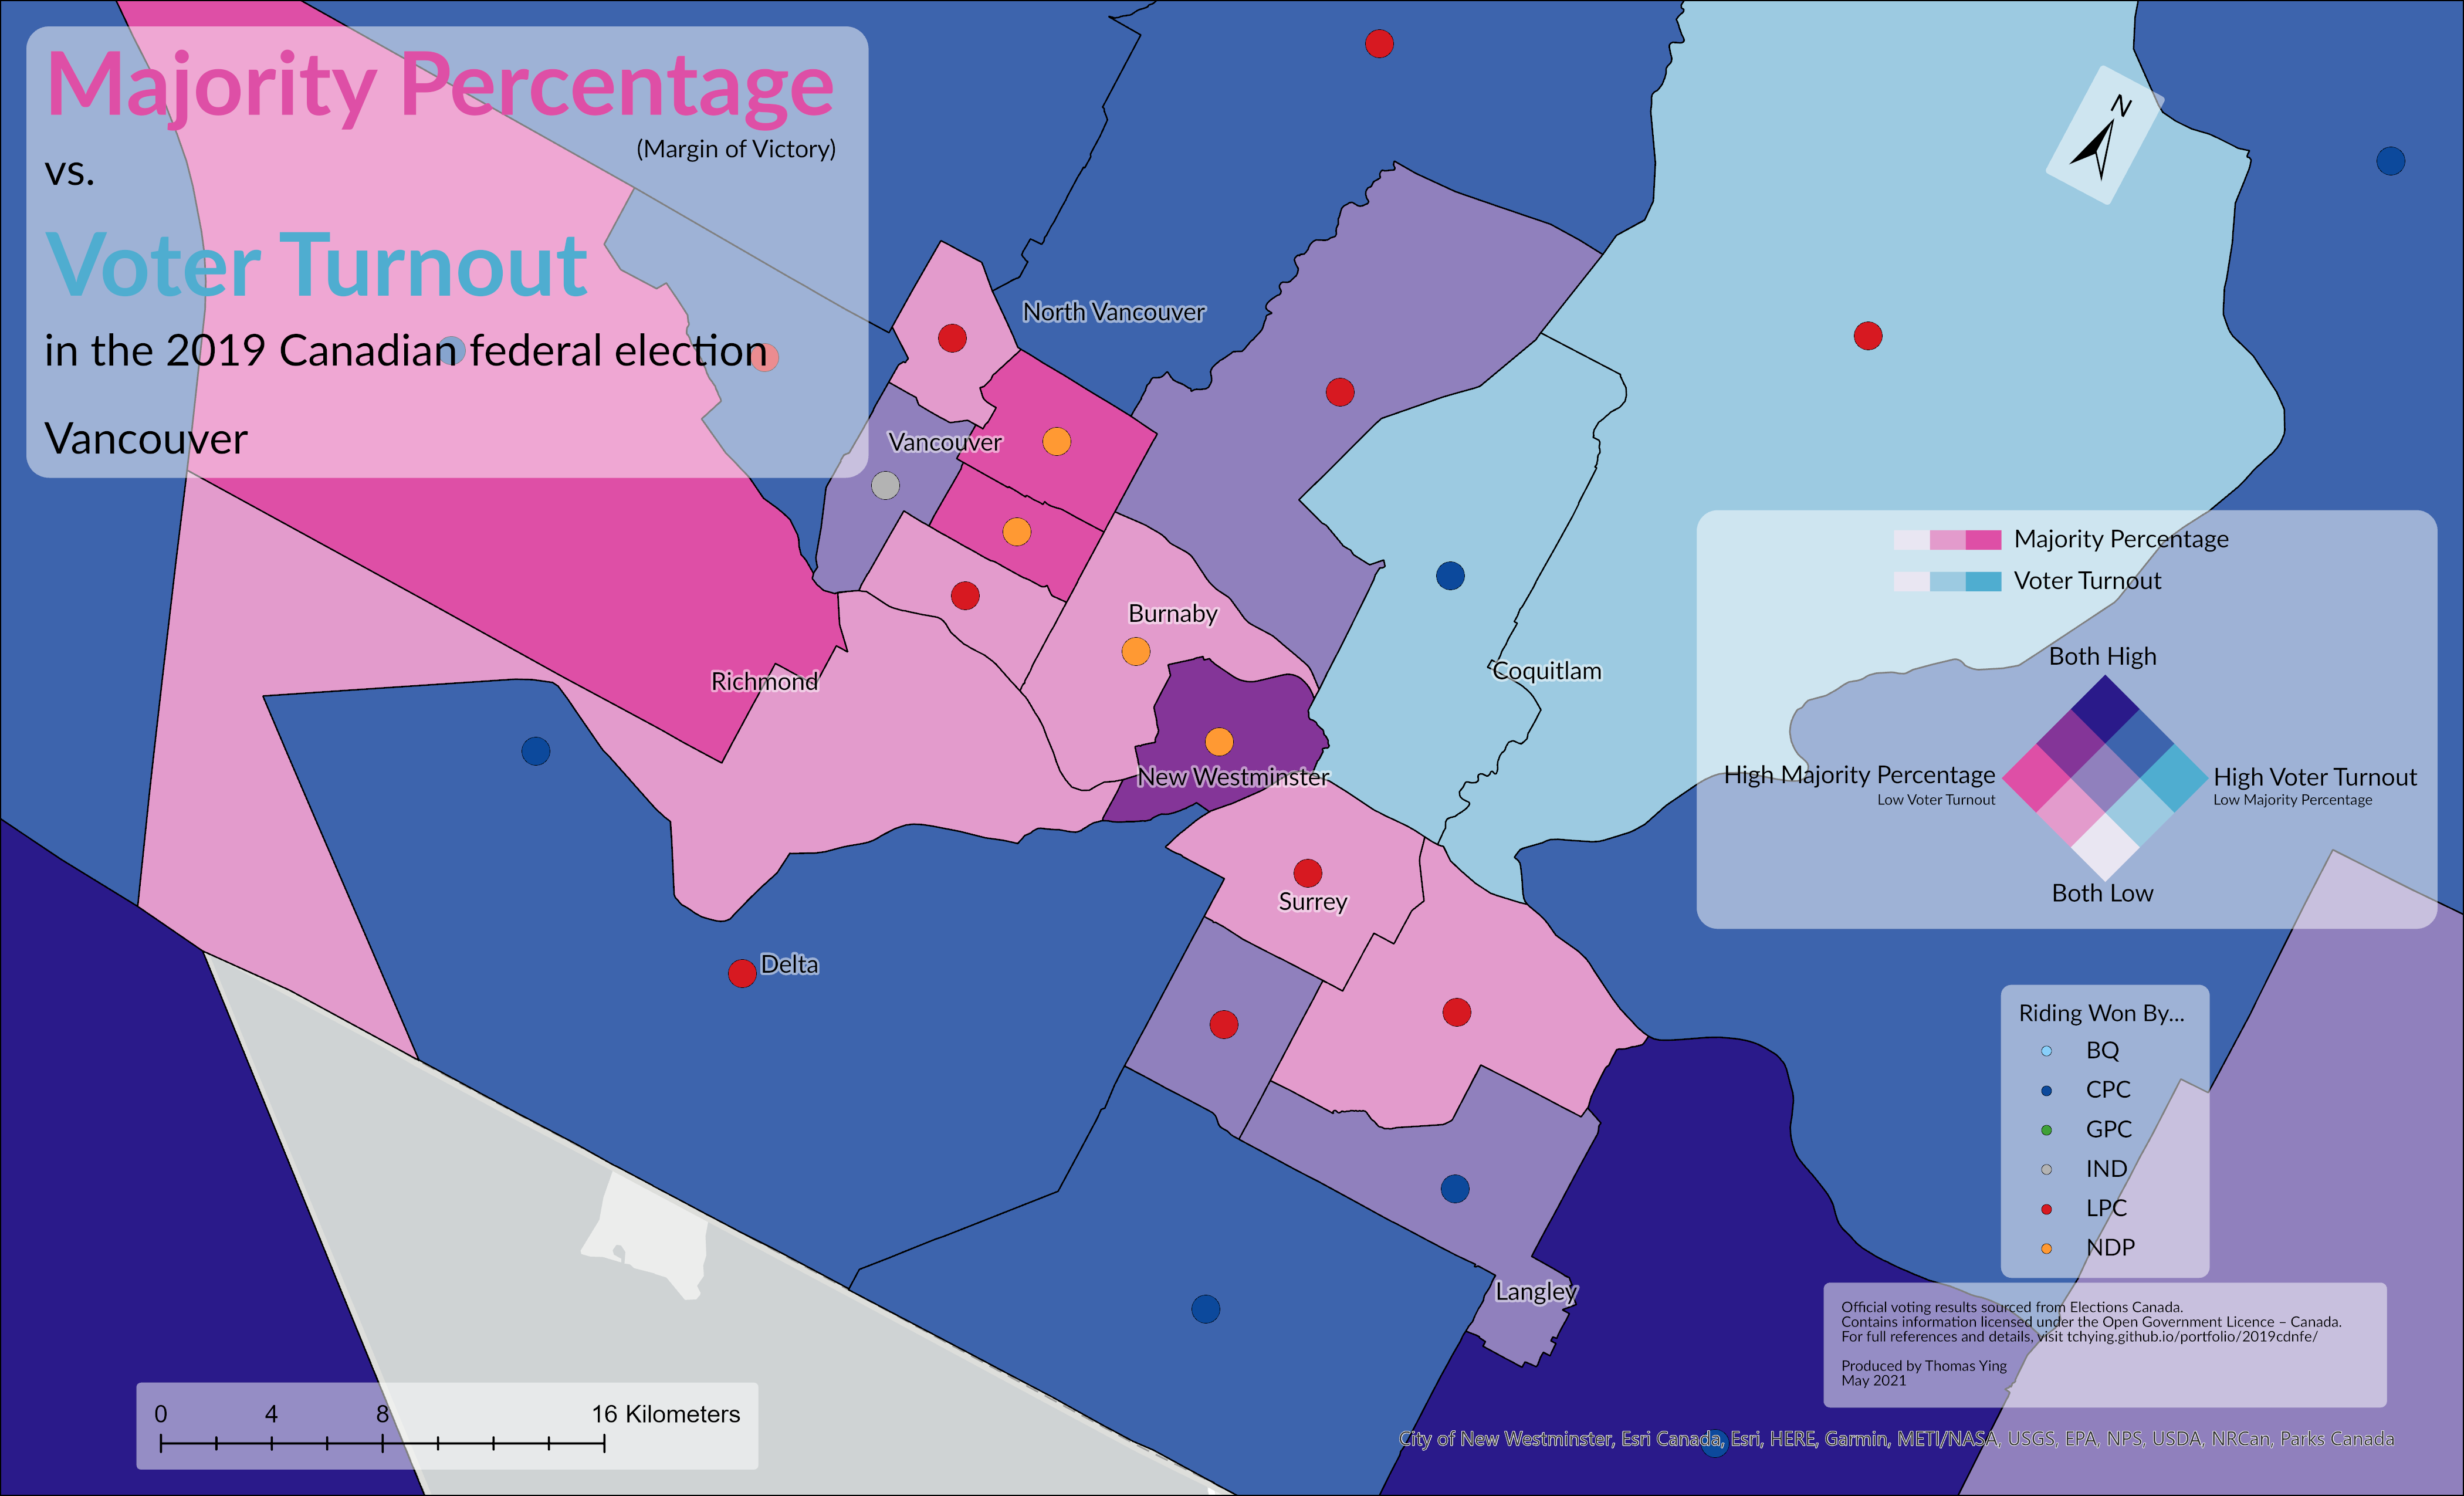 Majority Percentage
(Margin of Victory)
vs.
Voter Turnout
in the 2019 Canadian federal election
Vancouver
N
North Vancouver
Vancouver
Burnaby
Richmond
Coquitlam
New Westminster
Surrey
Delta
Langley
Majority Percentage
Voter Turnout
Both High
High Majority Percentage
Low Voter Turnout
High Voter Turnout
Low Majority Percentage
Both Low
Riding Won By...
BQ
CPC
GPC
IND
LPC
NDP
Official voting results sourced from Elections Canada.
Contains information licensed under the Open Government Licence – Canada.
For full references and details, visit tchying.github.io/portfolio/2019cdnfe/
Produced by Thomas Ying
May 2021
0 4 8 16 Kilometers
City of New Westminster, Esri Canada, Esri, HERE, Garmin, METI/NASA, USGS, EPA, NPS, USDA, NRCan, Parks Canada